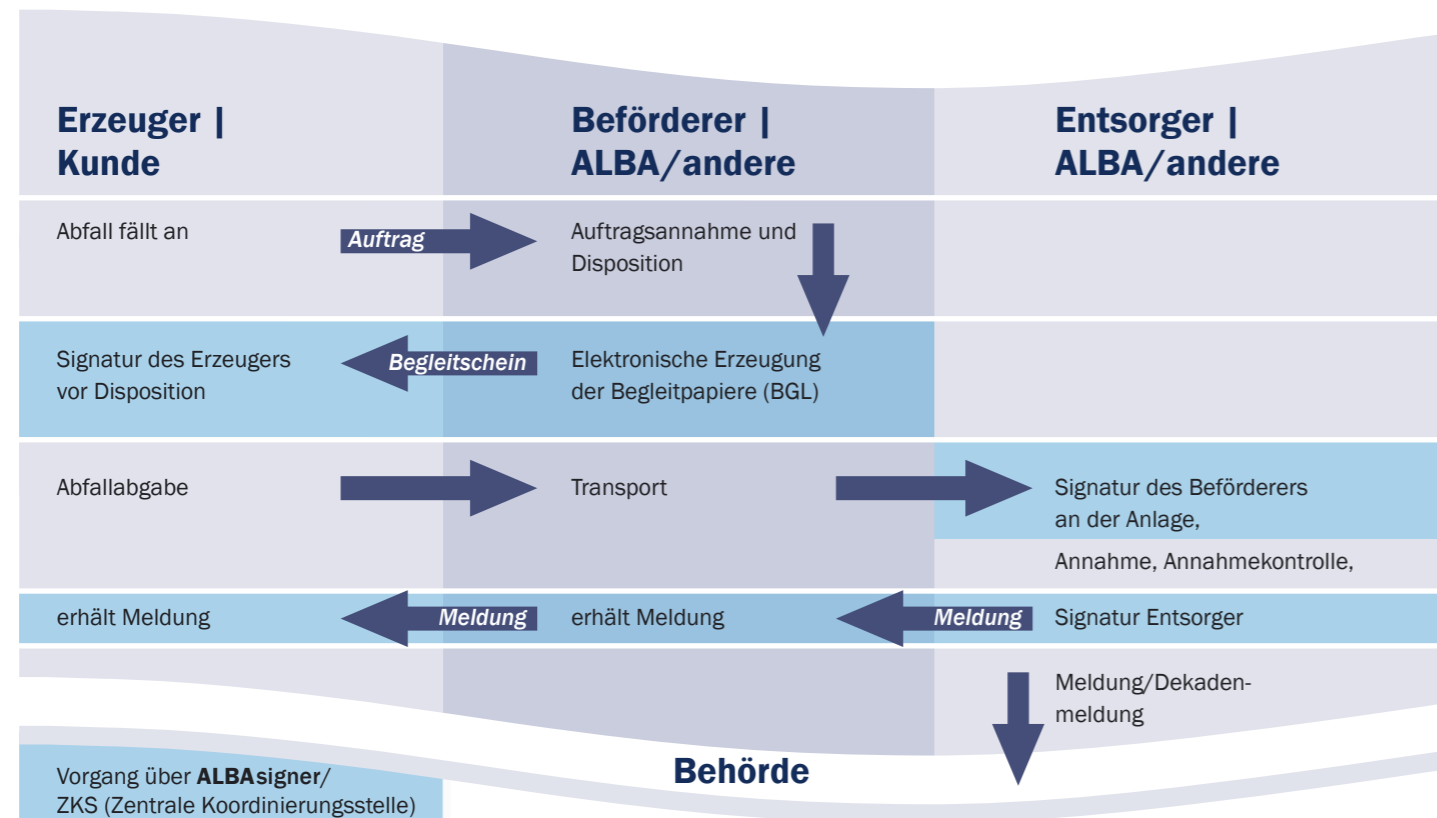 Erzeuger |
Kunde
Beförderer |
ALBA/andere
Entsorger |
ALBA/andere
Abfall fällt an
Auftrag
Auftragsannahme und
Disposition
Signatur des Erzeugers
vor Disposition
Begleitschein
Elektronische Erzeugung
der Begleitpapiere (BGL)
Abfallabgabe
Transport
Signatur des Beförderers
an der Anlage,
Annahme, Annahmekontrolle,
erhält Meldung
Meldung
erhält Meldung
Meldung
Signatur Entsorger
Meldung/Dekaden-
meldung
Behörde
Vorgang über ALBAsigner/
ZKS (Zentrale Koordinierungsstelle)